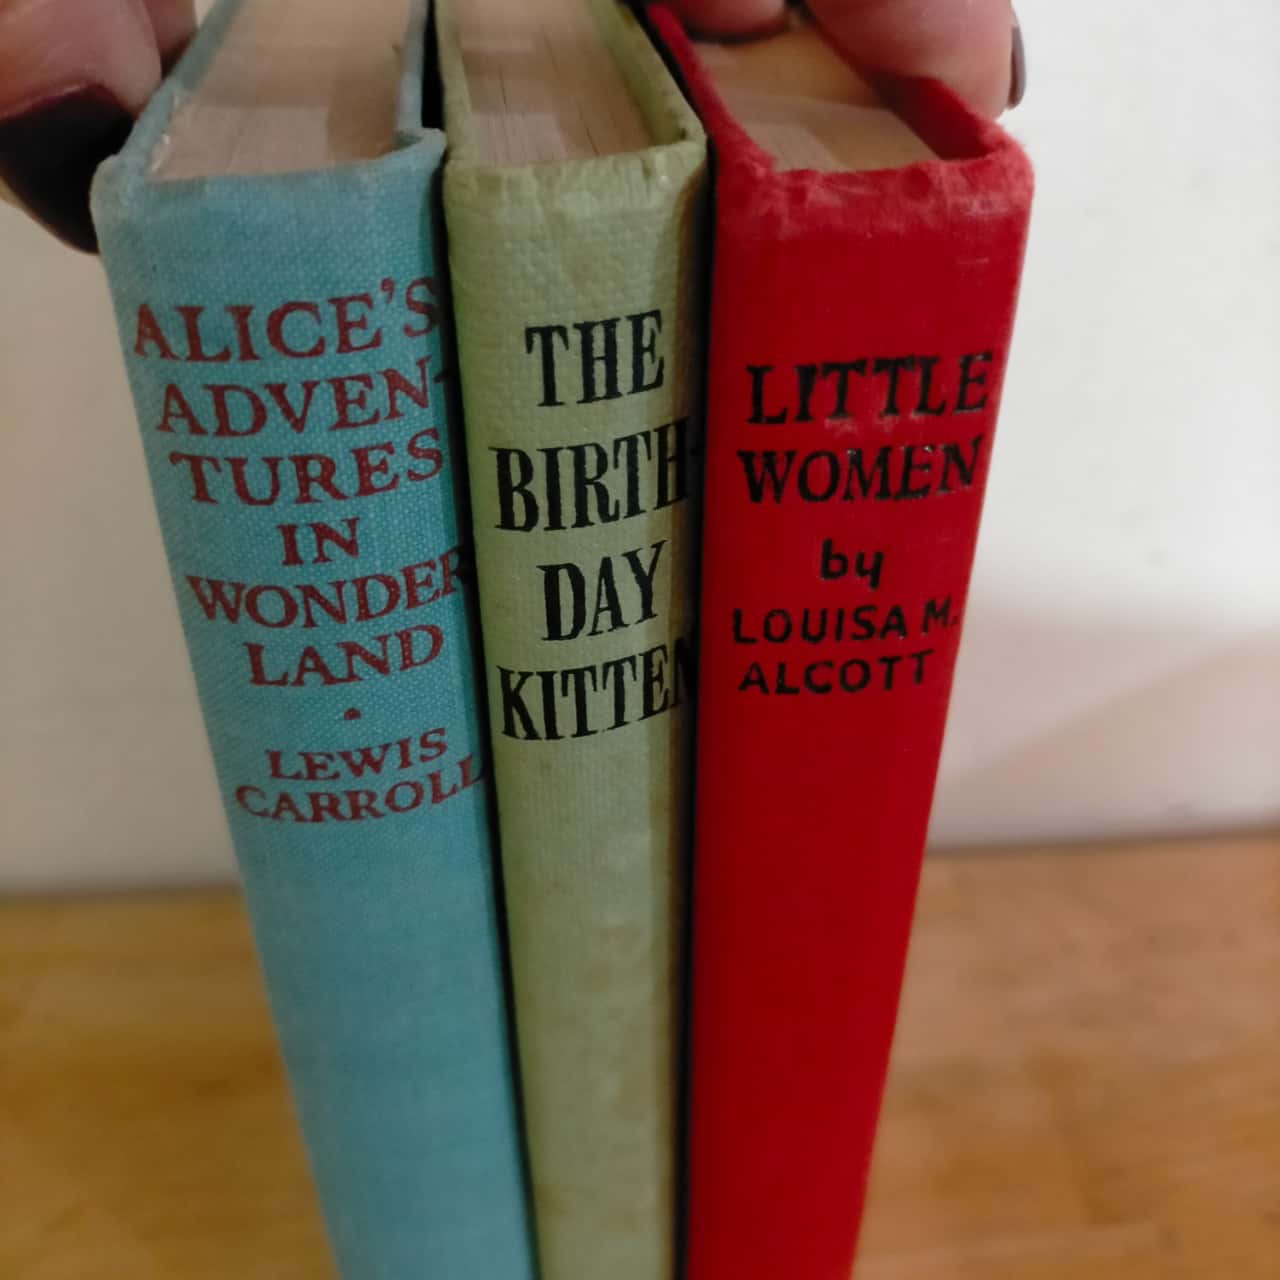 ALICE'S
ADVEN-
TURES
IN
WONDER
LAND
•
LEWIS
CARROLL
THE
BIRTH-
DAY
KITTEN
LITTLE
WOMEN
by
LOUISA M.
ALCOTT